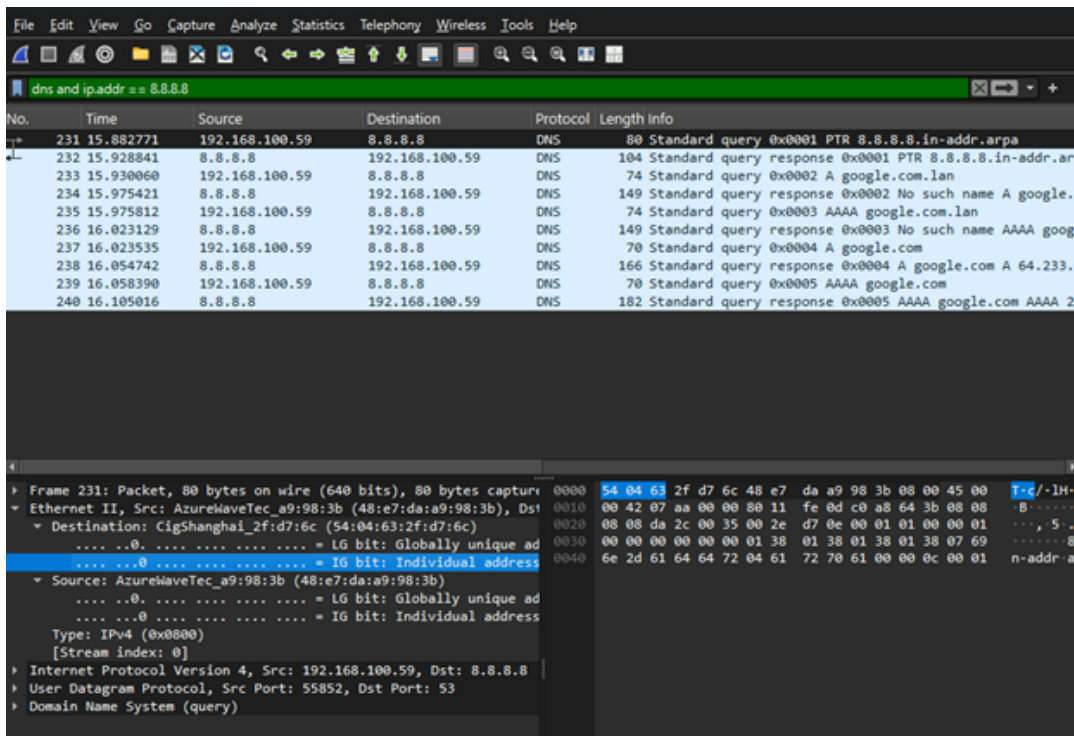 File Edit View Go Capture Analyze Statistics Telephony Wireless Tools Help
dns and ip.addr == 8.8.8.8
No. Time Source Destination Protocol Length Info
231 15.882771 192.168.100.59 8.8.8.8 DNS 80 Standard query 0x0001 PTR 8.8.8.8.in-addr.arpa
232 15.928841 8.8.8.8 192.168.100.59 DNS 104 Standard query response 0x0001 PTR 8.8.8.8.in-addr.ar
233 15.930060 192.168.100.59 8.8.8.8 DNS 74 Standard query 0x0002 A google.com.lan
234 15.975421 8.8.8.8 192.168.100.59 DNS 149 Standard query response 0x0002 No such name A google.
235 15.975812 192.168.100.59 8.8.8.8 DNS 74 Standard query 0x0003 AAAA google.com.lan
236 16.023129 8.8.8.8 192.168.100.59 DNS 149 Standard query response 0x0003 No such name AAAA goog
237 16.023535 192.168.100.59 8.8.8.8 DNS 70 Standard query 0x0004 A google.com
238 16.054742 8.8.8.8 192.168.100.59 DNS 166 Standard query response 0x0004 A google.com A 64.233.
239 16.058390 192.168.100.59 8.8.8.8 DNS 70 Standard query 0x0005 AAAA google.com
240 16.105016 8.8.8.8 192.168.100.59 DNS 182 Standard query response 0x0005 AAAA google.com AAAA 2
Frame 231: Packet, 80 bytes on wire (640 bits), 80 bytes capture
Ethernet II, Src: AzureWaveTec_a9:98:3b (48:e7:da:a9:98:3b), Dst
Destination: CigShanghai_2f:d7:6c (54:04:63:2f:d7:6c)
.... ..0. .... .... .... .... = LG bit: Globally unique ad
.... ...0 .... .... .... .... = IG bit: Individual address
Source: AzureWaveTec_a9:98:3b (48:e7:da:a9:98:3b)
.... ..0. .... .... .... .... = LG bit: Globally unique ad
.... ...0 .... .... .... .... = IG bit: Individual address
Type: IPv4 (0x0800)
[Stream index: 0]
Internet Protocol Version 4, Src: 192.168.100.59, Dst: 8.8.8.8
User Datagram Protocol, Src Port: 55852, Dst Port: 53
Domain Name System (query)
0000 54 04 63 2f d7 6c 48 e7 da a9 98 3b 08 00 45 00 T·c/·lH·
0010 00 42 07 aa 00 00 80 11 fe 0d c0 a8 64 3b 08 08 ·B······
0020 08 08 da 2c 00 35 00 2e d7 0e 00 01 01 00 00 01 ···,·5·.
0030 00 00 00 00 00 00 01 38 01 38 01 38 01 38 07 69 ·······8
0040 6e 2d 61 64 64 72 04 61 72 70 61 00 00 0c 00 01 n-addr·a